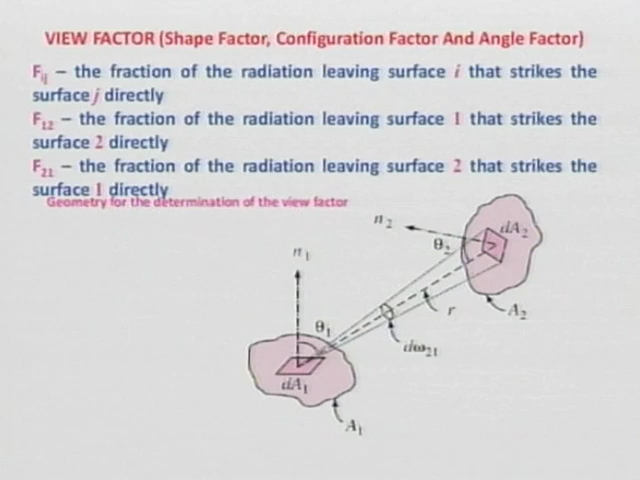 VIEW FACTOR (Shape Factor, Configuration Factor And Angle Factor)
Fij – the fraction of the radiation leaving surface i that strikes the
surface j directly
F12 – the fraction of the radiation leaving surface 1 that strikes the
surface 2 directly
F21 – the fraction of the radiation leaving surface 2 that strikes the
surface 1 directly
Geometry for the determination of the view factor
n2
dA2
θ2
n1
r
A2
θ1
dω21
dA1
A1